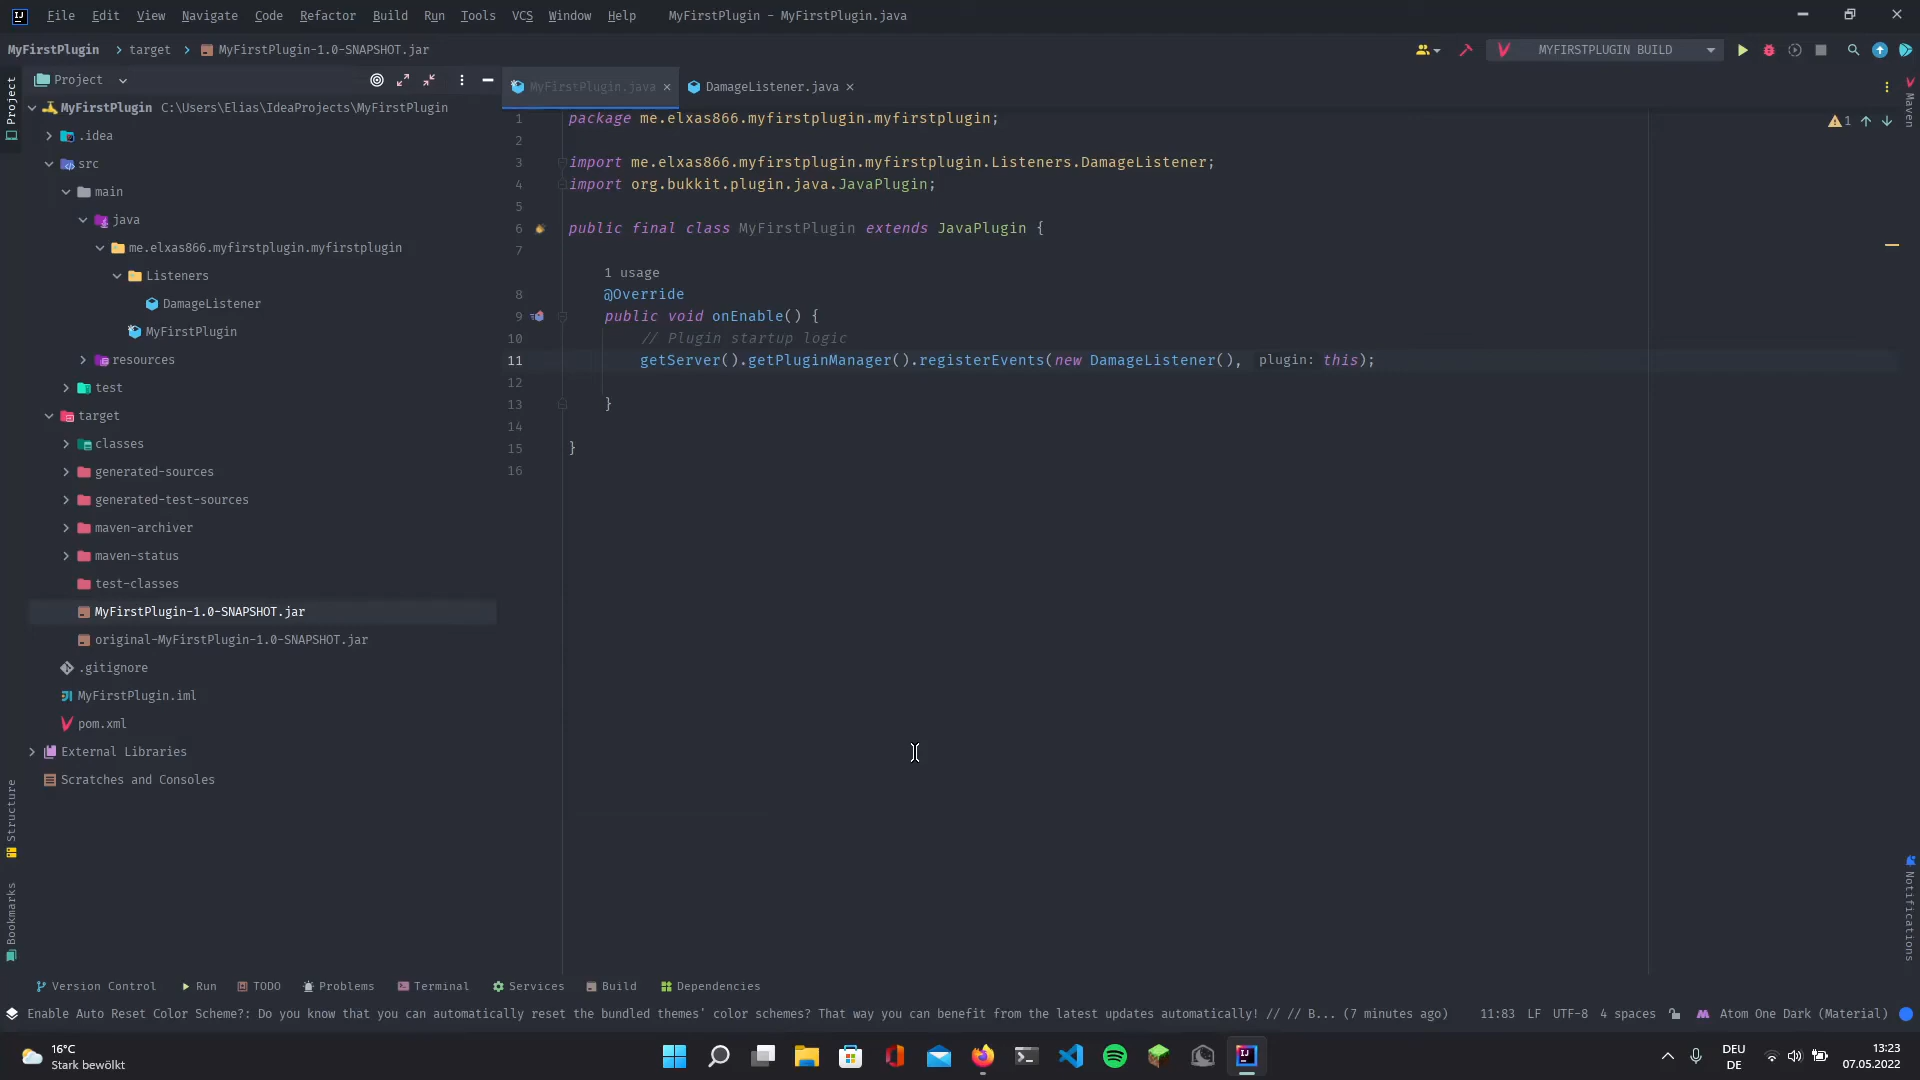 File Edit View Navigate Code Refactor Build Run Tools VCS Window Help MyFirstPlugin - MyFirstPlugin.java
MyFirstPlugin target MyFirstPlugin-1.0-SNAPSHOT.jar MYFIRSTPLUGIN BUILD
Project
Project
MyFirstPlugin C:\Users\Elias\IdeaProjects\MyFirstPlugin
.idea
src
main
java
me.elxas866.myfirstplugin.myfirstplugin
Listeners
DamageListener
MyFirstPlugin
resources
test
target
classes
generated-sources
generated-test-sources
maven-archiver
maven-status
test-classes
MyFirstPlugin-1.0-SNAPSHOT.jar
original-MyFirstPlugin-1.0-SNAPSHOT.jar
.gitignore
MyFirstPlugin.iml
pom.xml
External Libraries
Scratches and Consoles
Structure
Bookmarks
MyFirstPlugin.java DamageListener.java
1 package me.elxas866.myfirstplugin.myfirstplugin;
2
3 import me.elxas866.myfirstplugin.myfirstplugin.Listeners.DamageListener;
4 import org.bukkit.plugin.java.JavaPlugin;
5
6 public final class MyFirstPlugin extends JavaPlugin {
7
1 usage
8 @Override
9 public void onEnable() {
10 // Plugin startup logic
11 getServer().getPluginManager().registerEvents(new DamageListener(), plugin: this);
12
13 }
14
15 }
16
1
Maven
Notifications
Version Control Run TODO Problems Terminal Services Build Dependencies
Enable Auto Reset Color Scheme?: Do you know that you can automatically reset the bundled themes' color schemes? That way you can benefit from the latest updates automatically! // // B... (7 minutes ago) 11:83 LF UTF-8 4 spaces Atom One Dark (Material)
16°C
Stark bewölkt
DEU
DE
13:23
07.05.2022